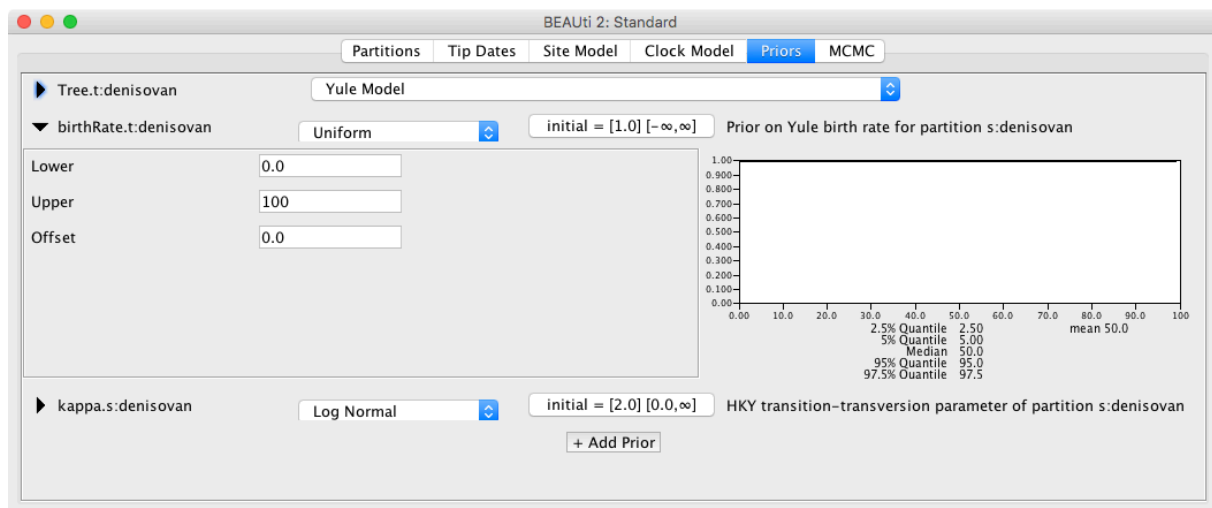 BEAUti 2: Standard
Partitions Tip Dates Site Model Clock Model Priors MCMC
Tree.t:denisovan Yule Model
birthRate.t:denisovan Uniform initial = [1.0] [-∞,∞] Prior on Yule birth rate for partition s:denisovan
Lower 0.0
Upper 100
Offset 0.0
1.00
0.900
0.800
0.700
0.600
0.500
0.400
0.300
0.200
0.100
0.00
0.00 10.0 20.0 30.0 40.0 50.0 60.0 70.0 80.0 90.0 100
2.5% Quantile 2.50 mean 50.0
5% Quantile 5.00
Median 50.0
95% Quantile 95.0
97.5% Quantile 97.5
kappa.s:denisovan Log Normal initial = [2.0] [0.0,∞] HKY transition-transversion parameter of partition s:denisovan
+ Add Prior